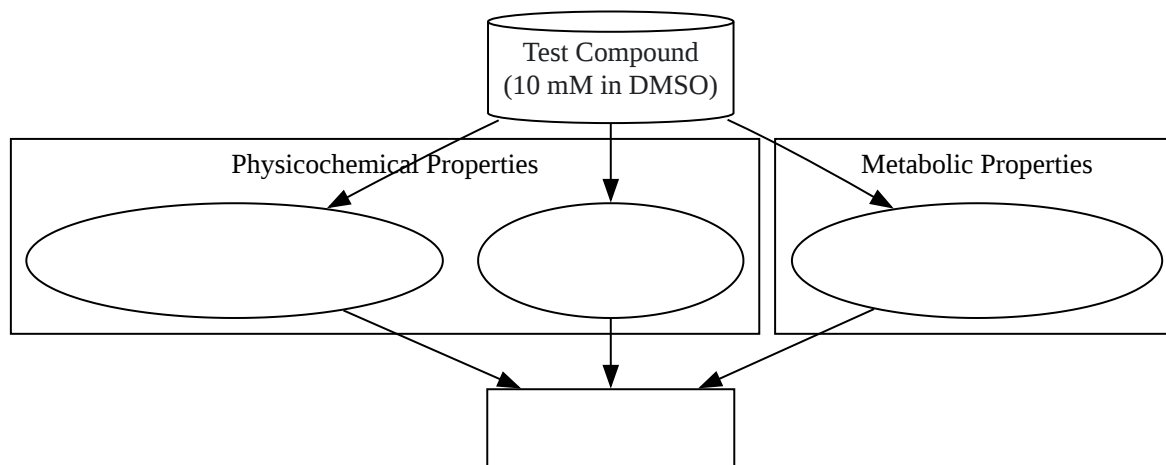 Test Compound
(10 mM in DMSO)
Physicochemical Properties
Metabolic Properties